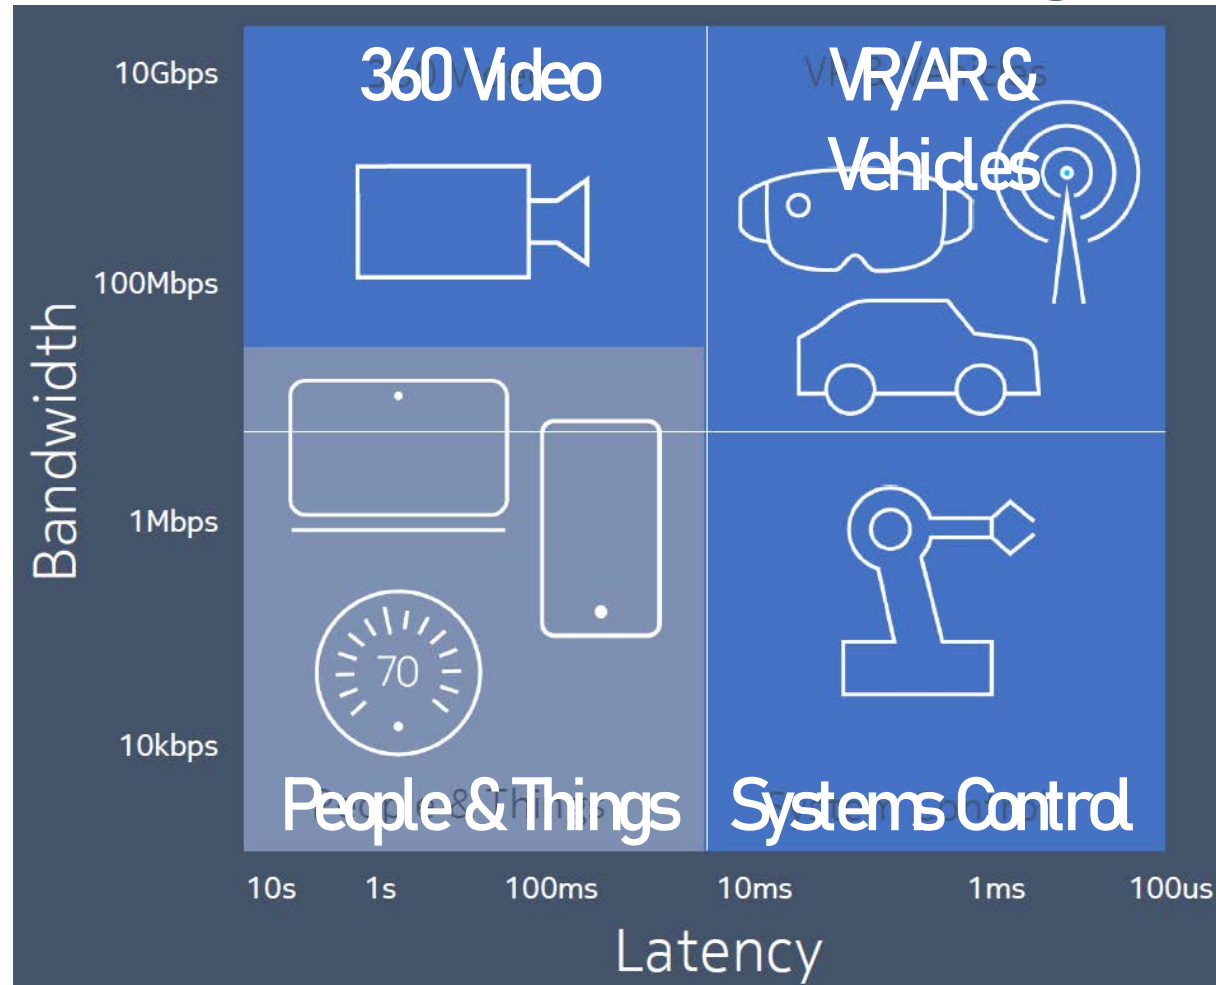 360 Video
VR/AR &
Vehicles
10Gbps
100Mbps
Bandwidth
1Mbps
70
10kbps
People & Things
Systems Control
10s
1s
100ms
10ms
1ms
100us
Latency